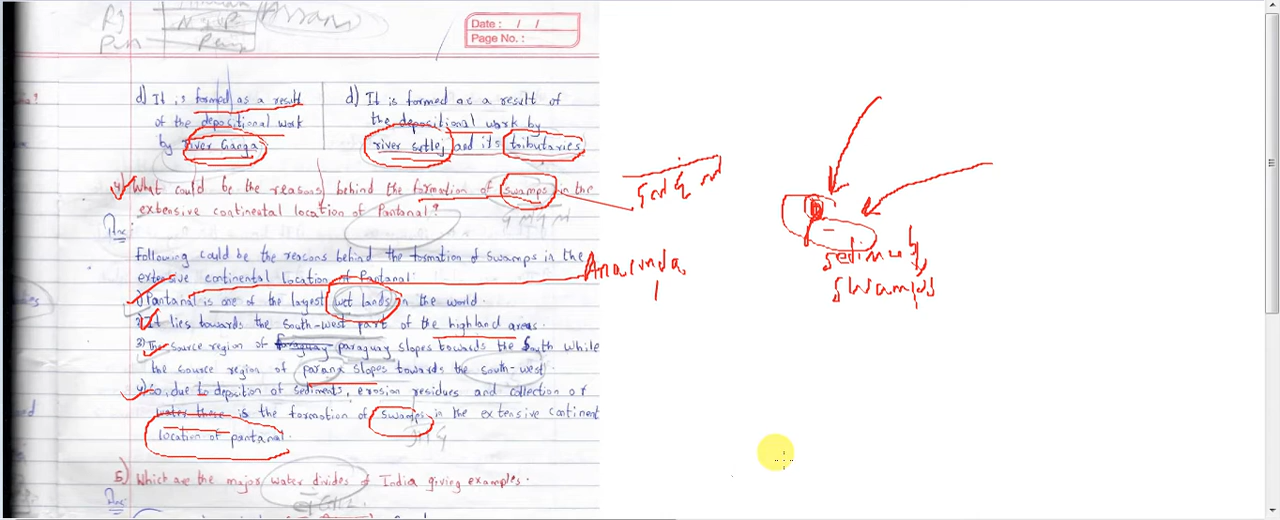 Date : / /
Page No. :
d) It is formed as a result
of the depositional work
by river Ganga
d) It is formed as a result of
the depositional work by
river sutlej and its tributaries
4) What could be the reasons behind the formation of swamps in the
extensive continental location of Pantanal?
Ans
Following could be the reasons behind the formation of swamps in the
extensive continental location of Pantanal.
1) Pantanal is one of the largest wet lands in the world.
2) It lies towards the south-west part of the highland areas.
3) The source region of paraguay slopes towards the south while
the source region of parana slopes towards the south-west.
4) So, due to deposition of sediments, erosion residues and collection of
water there is the formation of swamps in the extensive continent
location of pantanal.
5) Which are the major water divides of India giving examples.
Ans
Anaconda
swamps